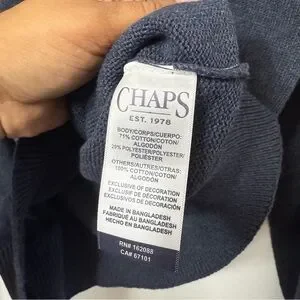 CHAPS
EST. 1978
BODY/CORPS/CUERPO:
71% COTTON/COTON/
ALGODÓN
29% POLYESTER/POLYESTER/
POLIÉSTER
OTHERS/AUTRES/OTRAS:
100% COTTON/COTON/
ALGODÓN
EXCLUSIVE OF DECORATION
EXCLUSIF DE DÉCORATION
EXCLUSIVOS DE DECORACIÓN
MADE IN BANGLADESH
FABRIQUÉ AU BANGLADESH
HECHO EN BANGLADESH
RN# 162088
CA# 67101